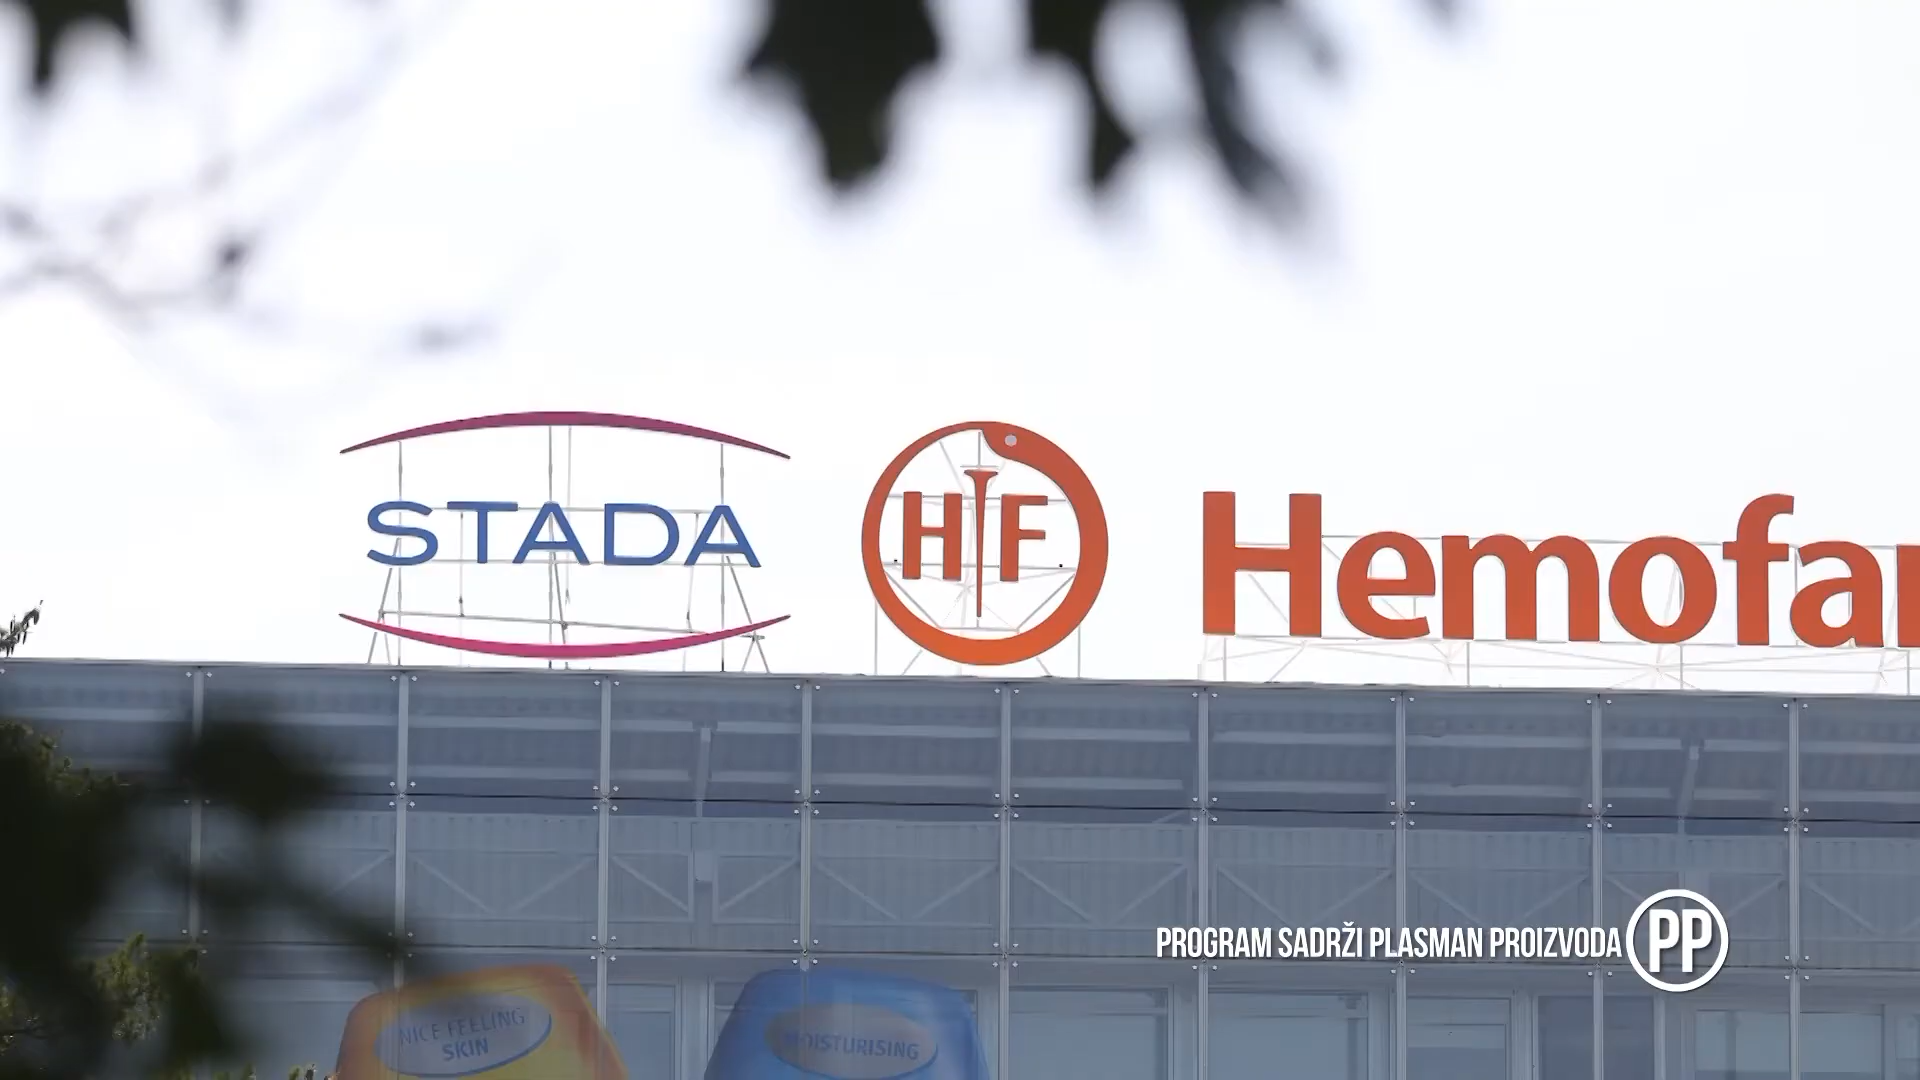 STADA
HF
Hemofar
PROGRAM SADRŽI PLASMAN PROIZVODA PP
NICE FEELING
SKIN
MOISTURISING